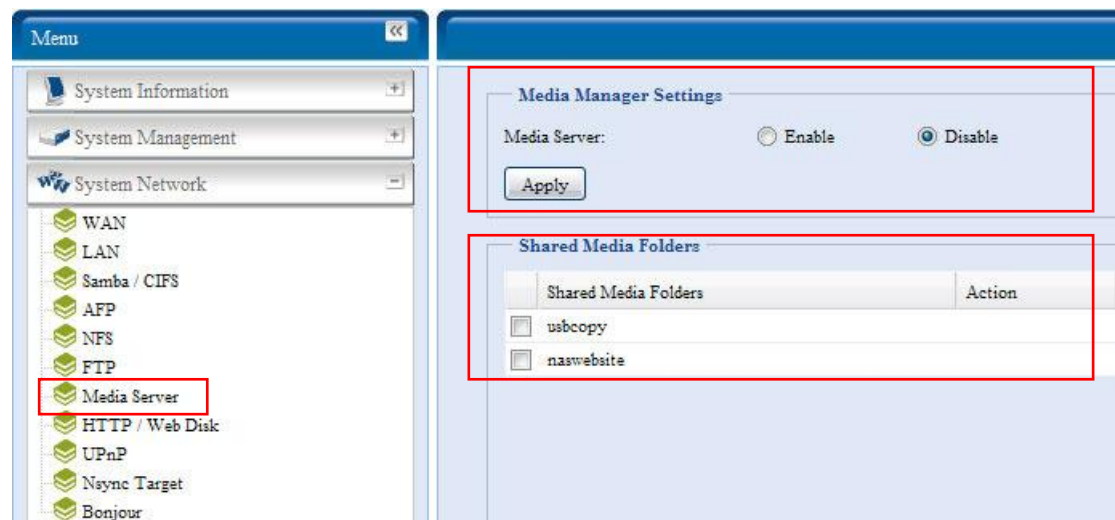 Menu
System Information
System Management
System Network
WAN
LAN
Samba / CIFS
AFP
NFS
FTP
Media Server
HTTP / Web Disk
UPnP
Nsync Target
Bonjour
Media Manager Settings
Media Server: Enable Disable
Apply
Shared Media Folders
Shared Media Folders Action
usbcopy
naswebsite